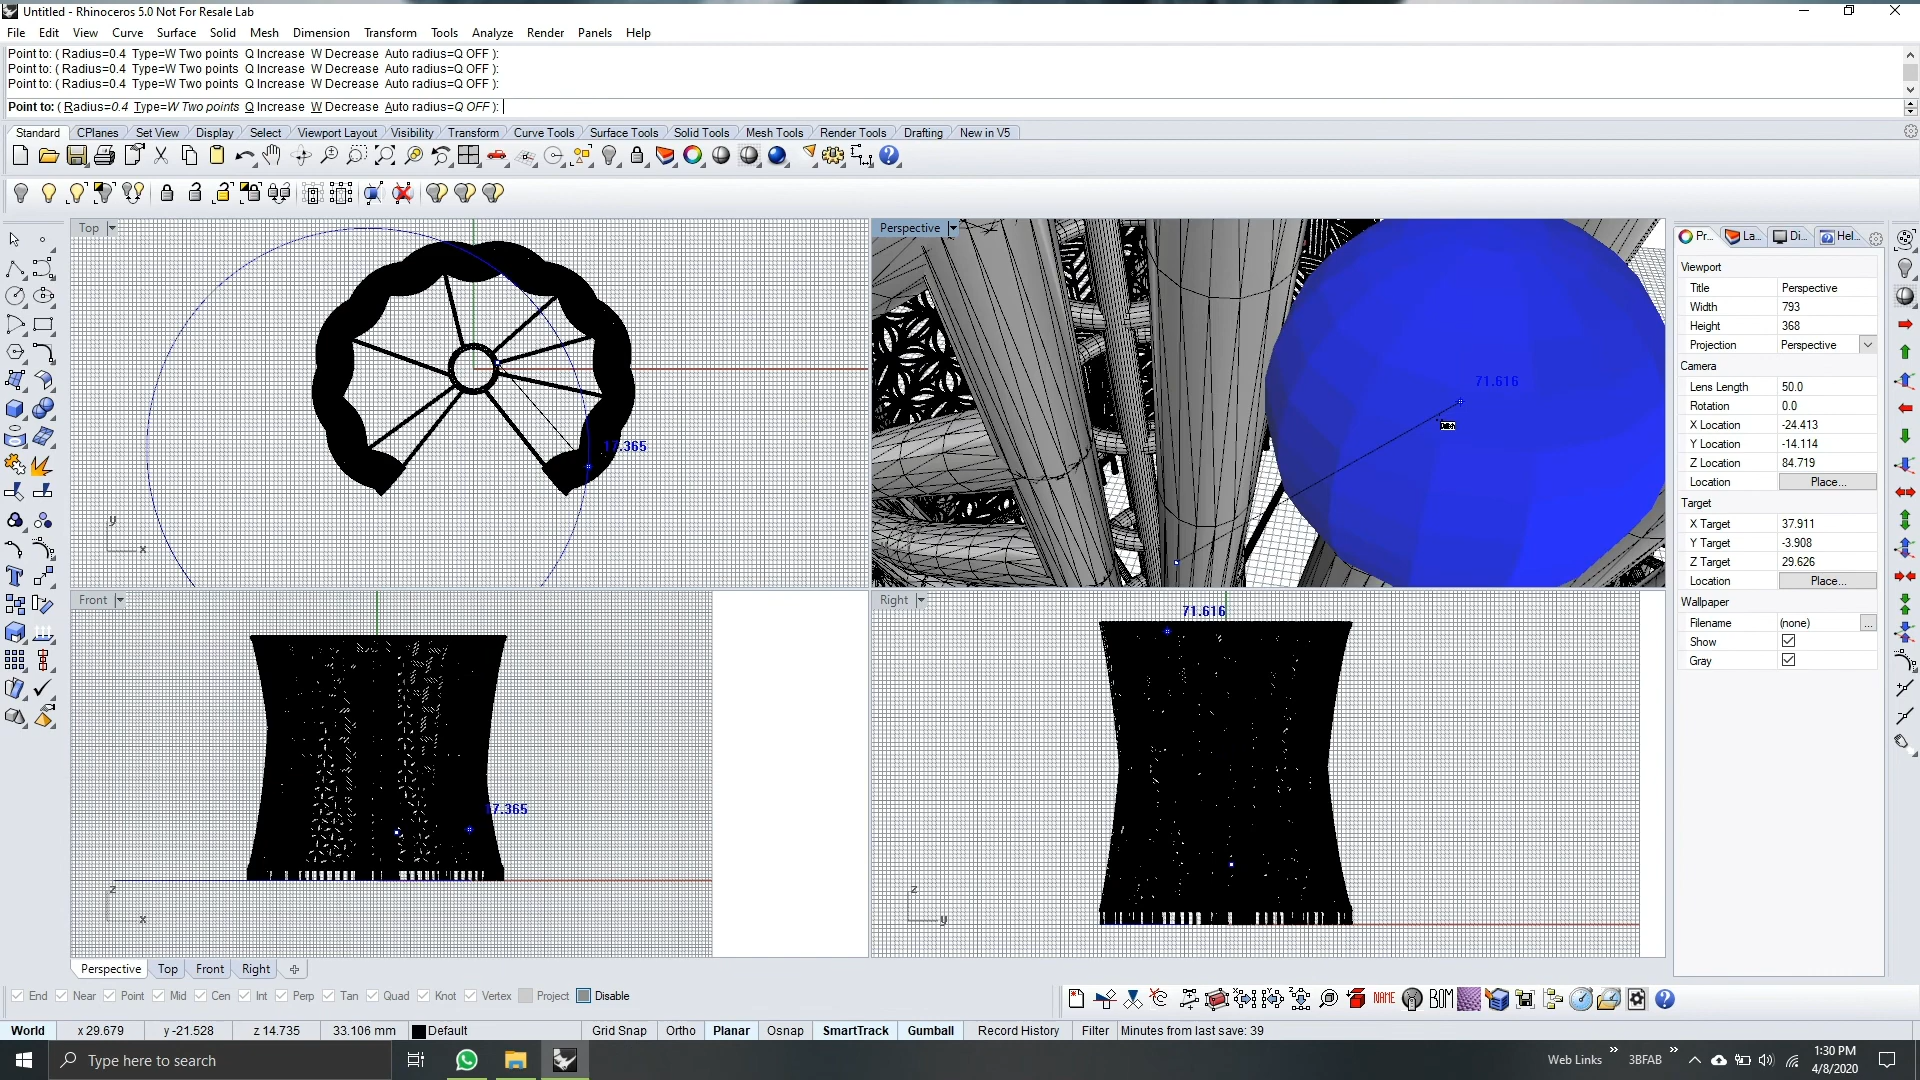 Untitled - Rhinoceros 5.0 Not For Resale Lab
File Edit View Curve Surface Solid Mesh Dimension Transform Tools Analyze Render Panels Help
Point to: ( Radius=0.4 Type=W Two points Q Increase W Decrease Auto radius=Q OFF ):
Point to: ( Radius=0.4 Type=W Two points Q Increase W Decrease Auto radius=Q OFF ):
Point to: ( Radius=0.4 Type=W Two points Q Increase W Decrease Auto radius=Q OFF ):
Point to: ( Radius=0.4 Type=W Two points Q Increase W Decrease Auto radius=Q OFF ):
Standard CPlanes Set View Display Select Viewport Layout Visibility Transform Curve Tools Surface Tools Solid Tools Mesh Tools Render Tools Drafting New in V5
Top
17.365
y
x
Perspective
71.616
Front
17.365
z
x
Right
71.616
z
y
Pr... La... Di... Hel...
Viewport
Title Perspective
Width 793
Height 368
Projection Perspective
Camera
Lens Length 50.0
Rotation 0.0
X Location -24.413
Y Location -14.114
Z Location 84.719
Location Place...
Target
X Target 37.911
Y Target -3.908
Z Target 29.626
Location Place...
Wallpaper
Filename (none) ...
Show
Gray
Perspective Top Front Right
End Near Point Mid Cen Int Perp Tan Quad Knot Vertex Project Disable
NAME BOM
World x 29.679 y -21.528 z 14.735 33.106 mm Default Grid Snap Ortho Planar Osnap SmartTrack Gumball Record History Filter Minutes from last save: 39
Type here to search
Web Links » 3BFAB »
1:30 PM
4/8/2020